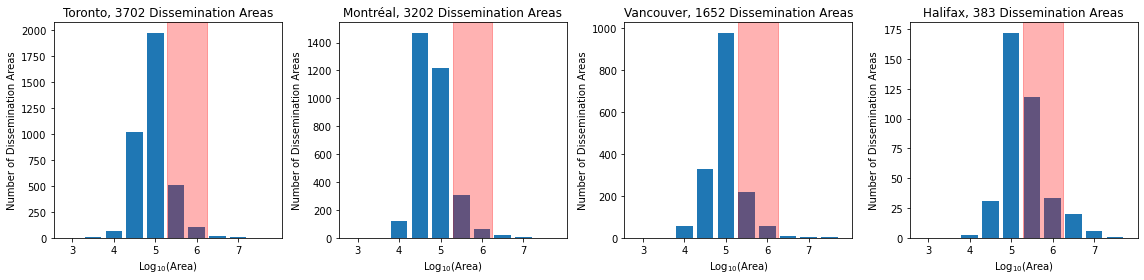 Toronto, 3702 Dissemination Areas
Number of Dissemination Areas
2000
1750
1500
1250
1000
750
500
250
0
3 4 5 6 7
Log10(Area)
Montréal, 3202 Dissemination Areas
Number of Dissemination Areas
1400
1200
1000
800
600
400
200
0
3 4 5 6 7
Log10(Area)
Vancouver, 1652 Dissemination Areas
Number of Dissemination Areas
1000
800
600
400
200
0
3 4 5 6 7
Log10(Area)
Halifax, 383 Dissemination Areas
Number of Dissemination Areas
175
150
125
100
75
50
25
0
3 4 5 6 7
Log10(Area)